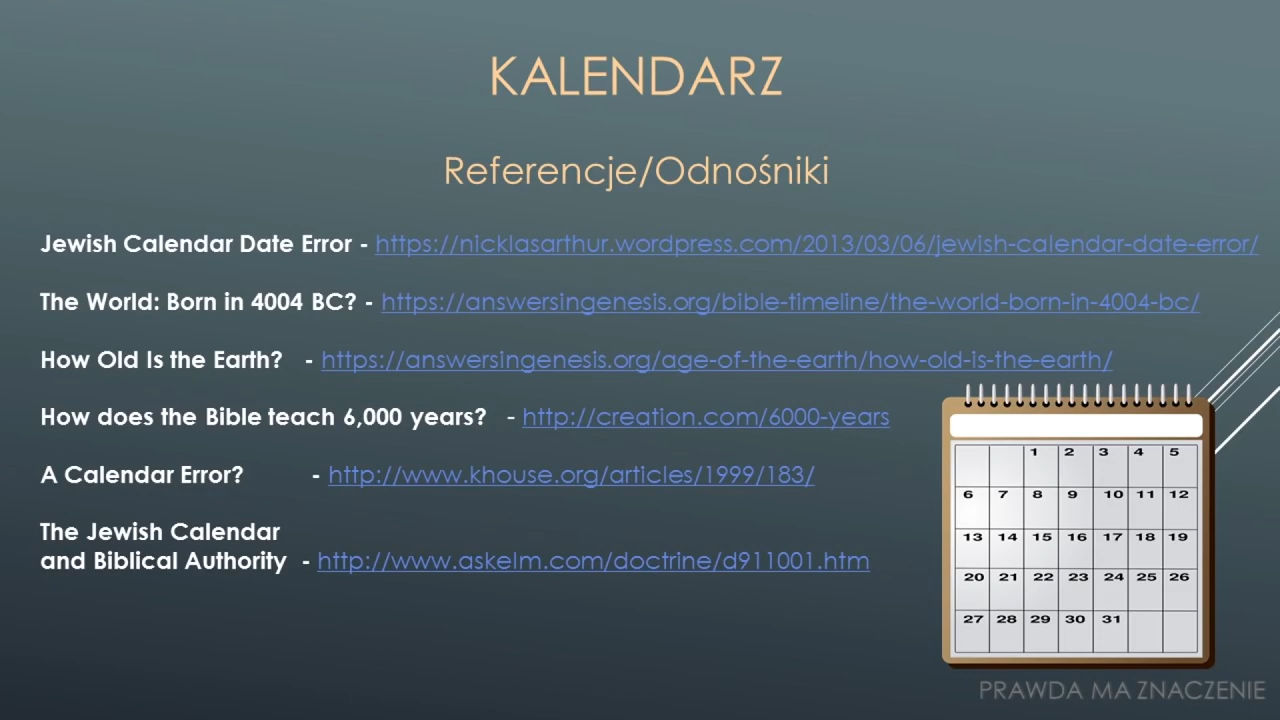 KALENDARZ
Referencje/Odnośniki
Jewish Calendar Date Error - https://nicklasarthur.wordpress.com/2013/03/06/jewish-calendar-date-error/
The World: Born in 4004 BC? - https://answersingenesis.org/bible-timeline/the-world-born-in-4004-bc/
How Old Is the Earth? - https://answersingenesis.org/age-of-the-earth/how-old-is-the-earth/
How does the Bible teach 6,000 years? - http://creation.com/6000-years
A Calendar Error? - http://www.khouse.org/articles/1999/183/
The Jewish Calendar
and Biblical Authority - http://www.askelm.com/doctrine/d911001.htm
1 2 3 4 5
6 7 8 9 10 11 12
13 14 15 16 17 18 19
20 21 22 23 24 25 26
27 28 29 30 31
PRAWDA MA ZNACZENIE